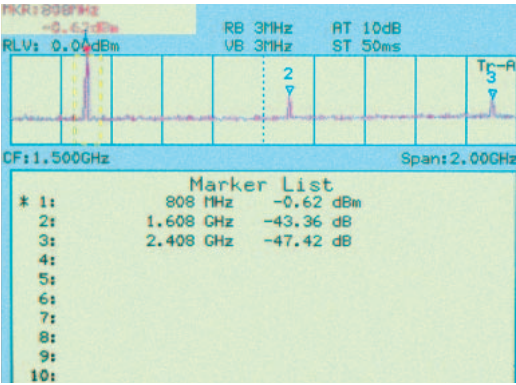 MKR:808MHz
-0.62dBm
RB 3MHz AT 10dB
RLV: 0.00dBm VB 3MHz ST 50ms
Tr-A
2 3
CF:1.500GHz Span:2.00GHz
Marker List
* 1: 808 MHz -0.62 dBm
2: 1.608 GHz -43.36 dB
3: 2.408 GHz -47.42 dB
4:
5:
6:
7:
8:
9:
10: